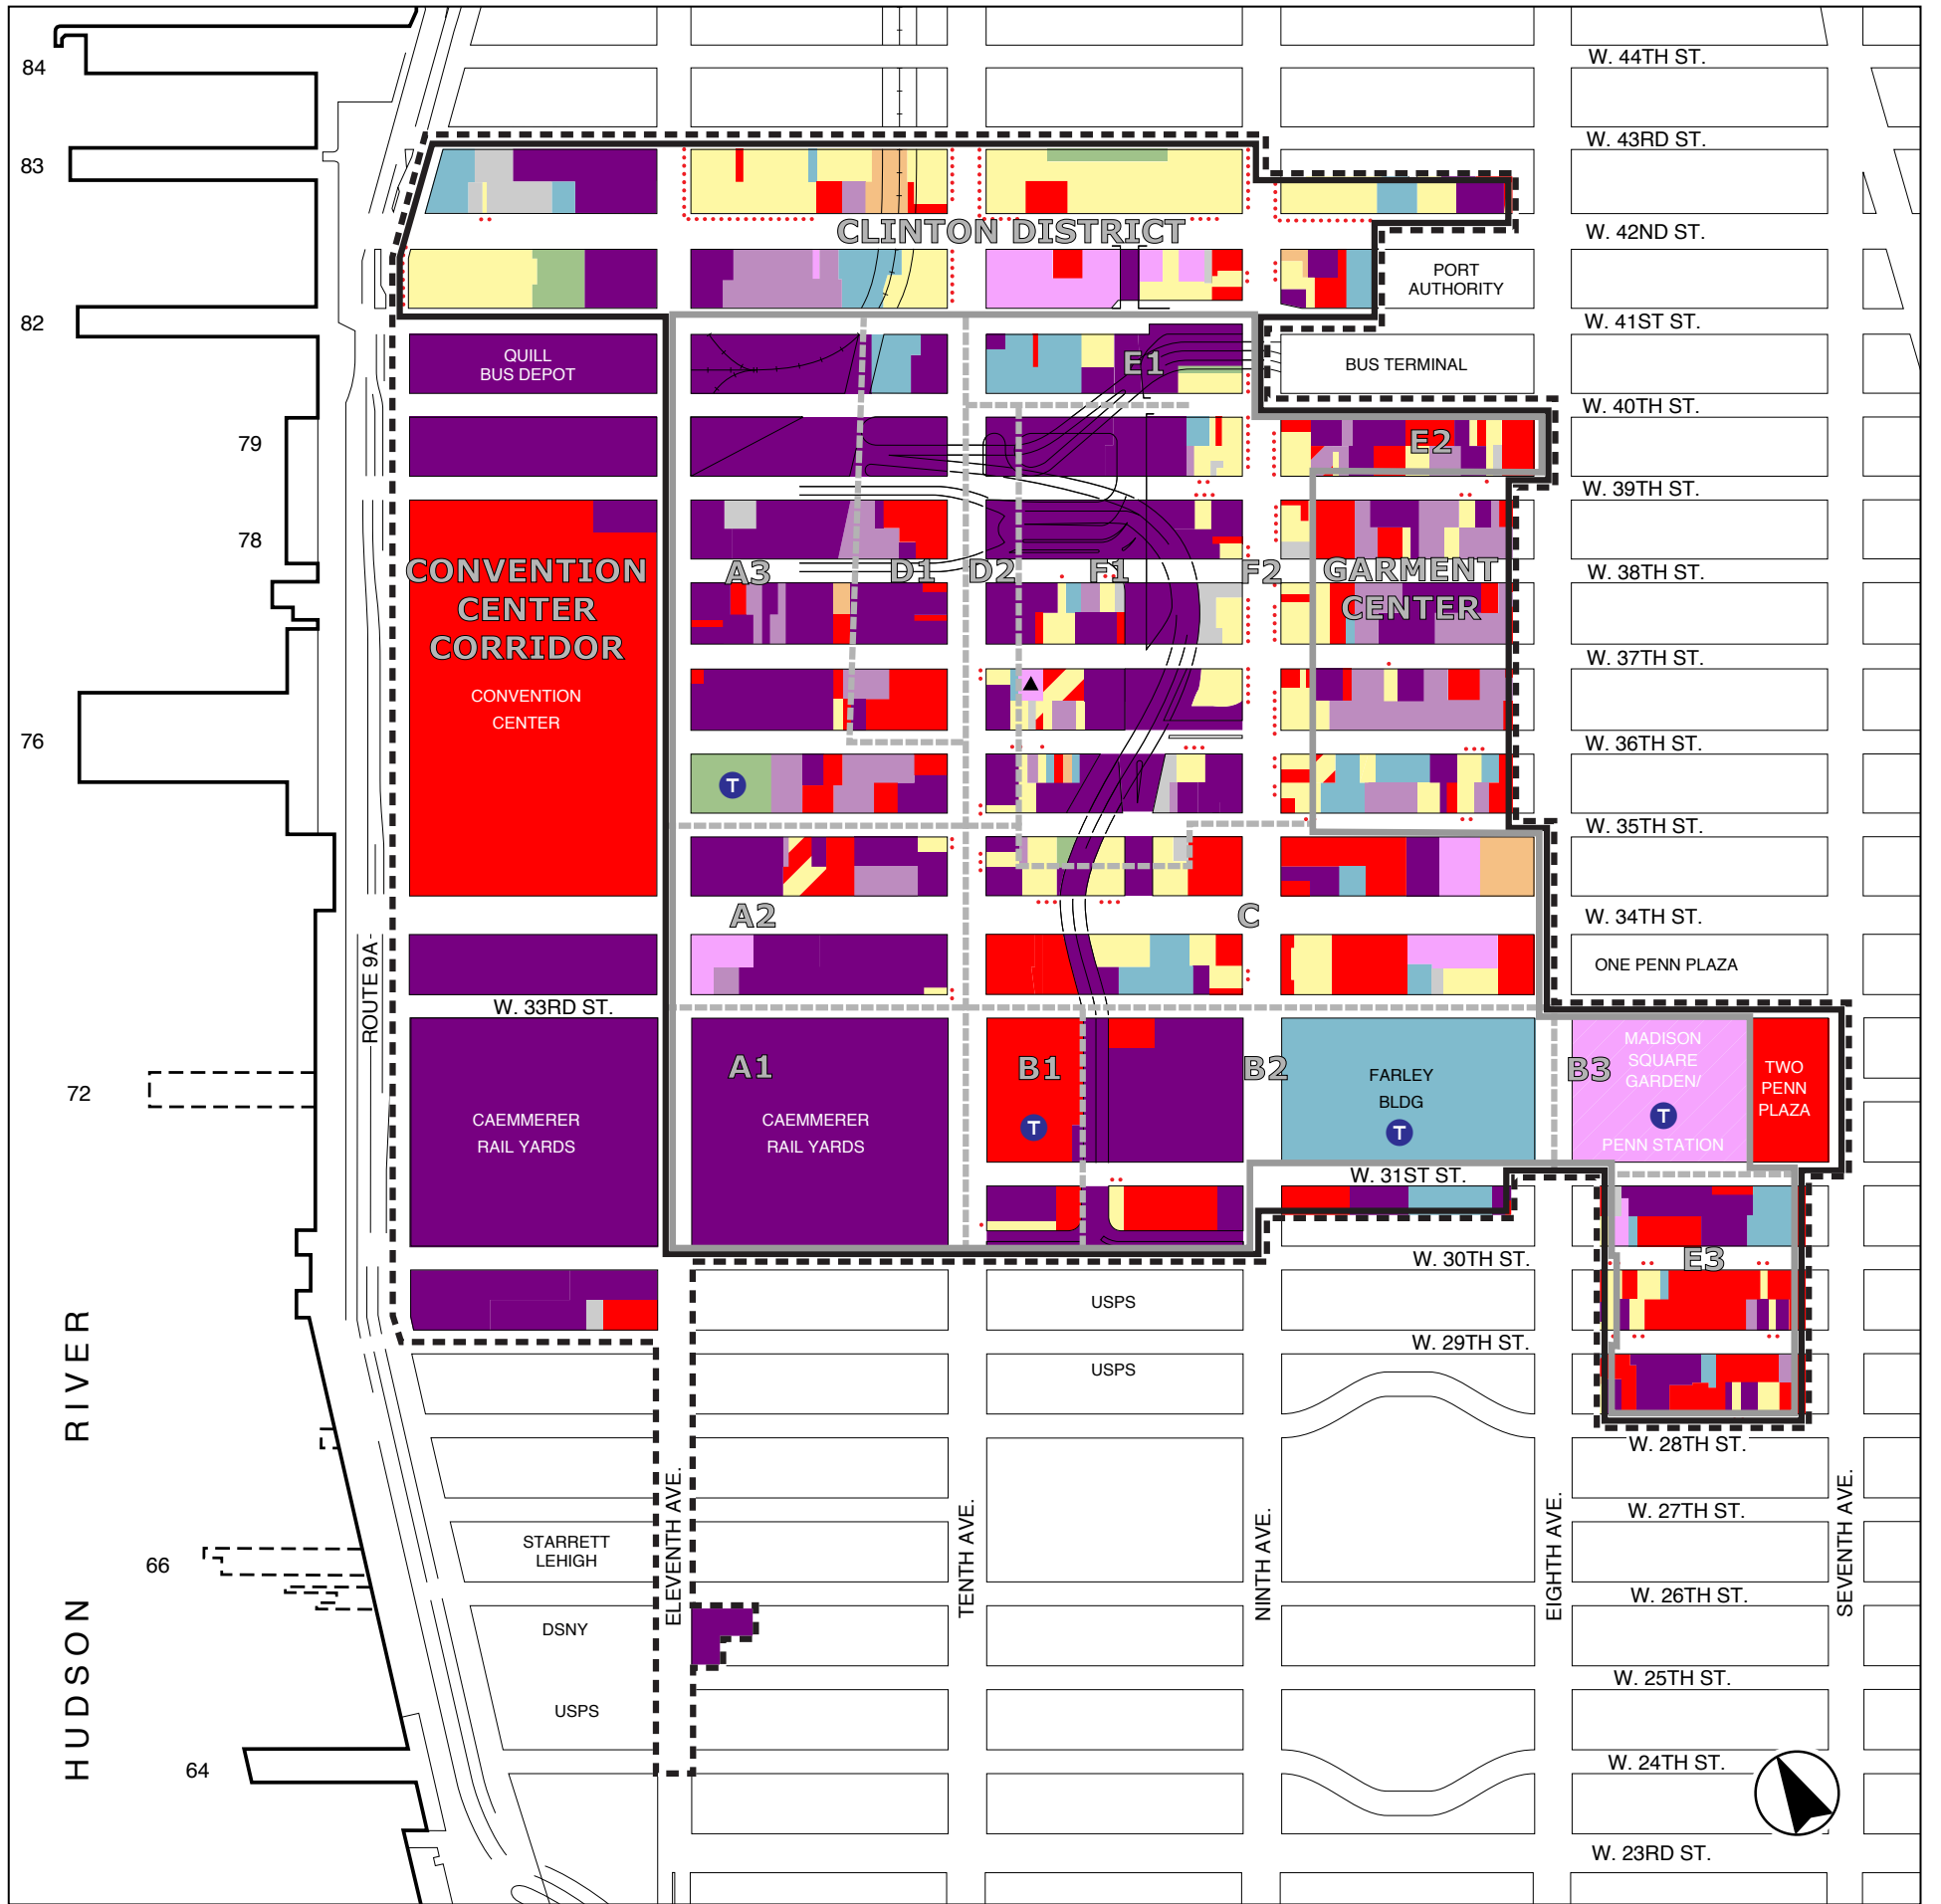 W. 44TH ST.
84
W. 43RD ST.
83
CLINTON DISTRICT
W. 42ND ST.
PORT
AUTHORITY
82
W. 41ST ST.
QUILL
BUS DEPOT
E1
BUS TERMINAL
W. 40TH ST.
79
E2
W. 39TH ST.
78
CONVENTION
CENTER
CORRIDOR
A3
D1
D2
F1
F2
GARMENT
CENTER
W. 38TH ST.
W. 37TH ST.
CONVENTION
CENTER
76
W. 36TH ST.
T
W. 35TH ST.
A2
C
W. 34TH ST.
ROUTE 9A
ONE PENN PLAZA
W. 33RD ST.
A1
B1
B2
B3
MADISON
SQUARE
GARDEN/
T
PENN STATION
TWO
PENN
PLAZA
72
FARLEY
BLDG
T
T
CAEMMERER
RAIL YARDS
CAEMMERER
RAIL YARDS
W. 31ST ST.
W. 30TH ST.
E3
USPS
W. 29TH ST.
USPS
HUDSON RIVER
W. 28TH ST.
ELEVENTH AVE.
TENTH AVE.
NINTH AVE.
EIGHTH AVE.
SEVENTH AVE.
W. 27TH ST.
STARRETT
LEHIGH
66
W. 26TH ST.
DSNY
W. 25TH ST.
USPS
64
W. 24TH ST.
W. 23RD ST.